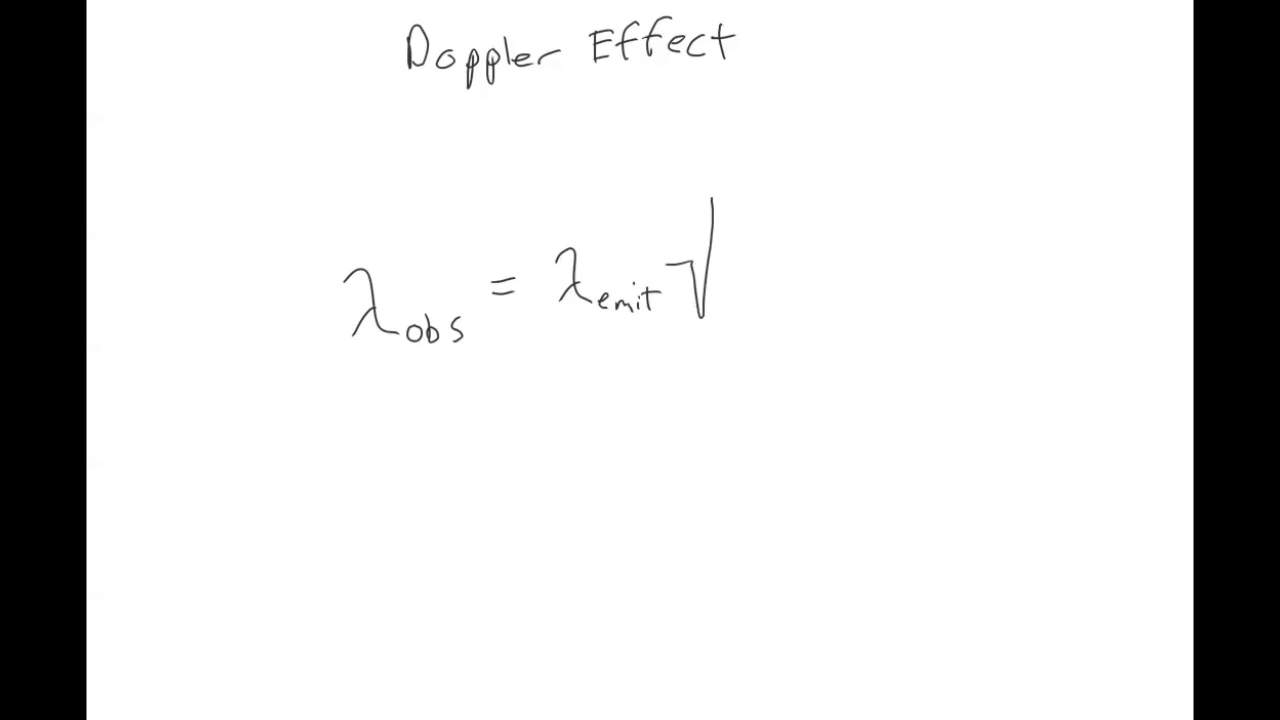 Doppler Effect
λobs = λemit √